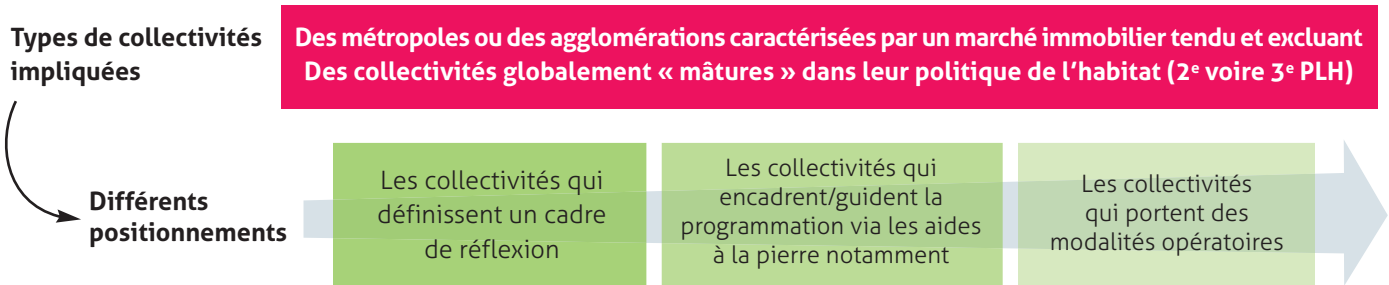 Types de collectivités
impliquées
Des métropoles ou des agglomérations caractérisées par un marché immobilier tendu et excluant
Des collectivités globalement « mâtures » dans leur politique de l'habitat (2e voire 3e PLH)
Différents
positionnements
Les collectivités qui
définissent un cadre
de réflexion
Les collectivités qui
encadrent/guident la
programmation via les aides
à la pierre notamment
Les collectivités
qui portent des
modalités opératoires